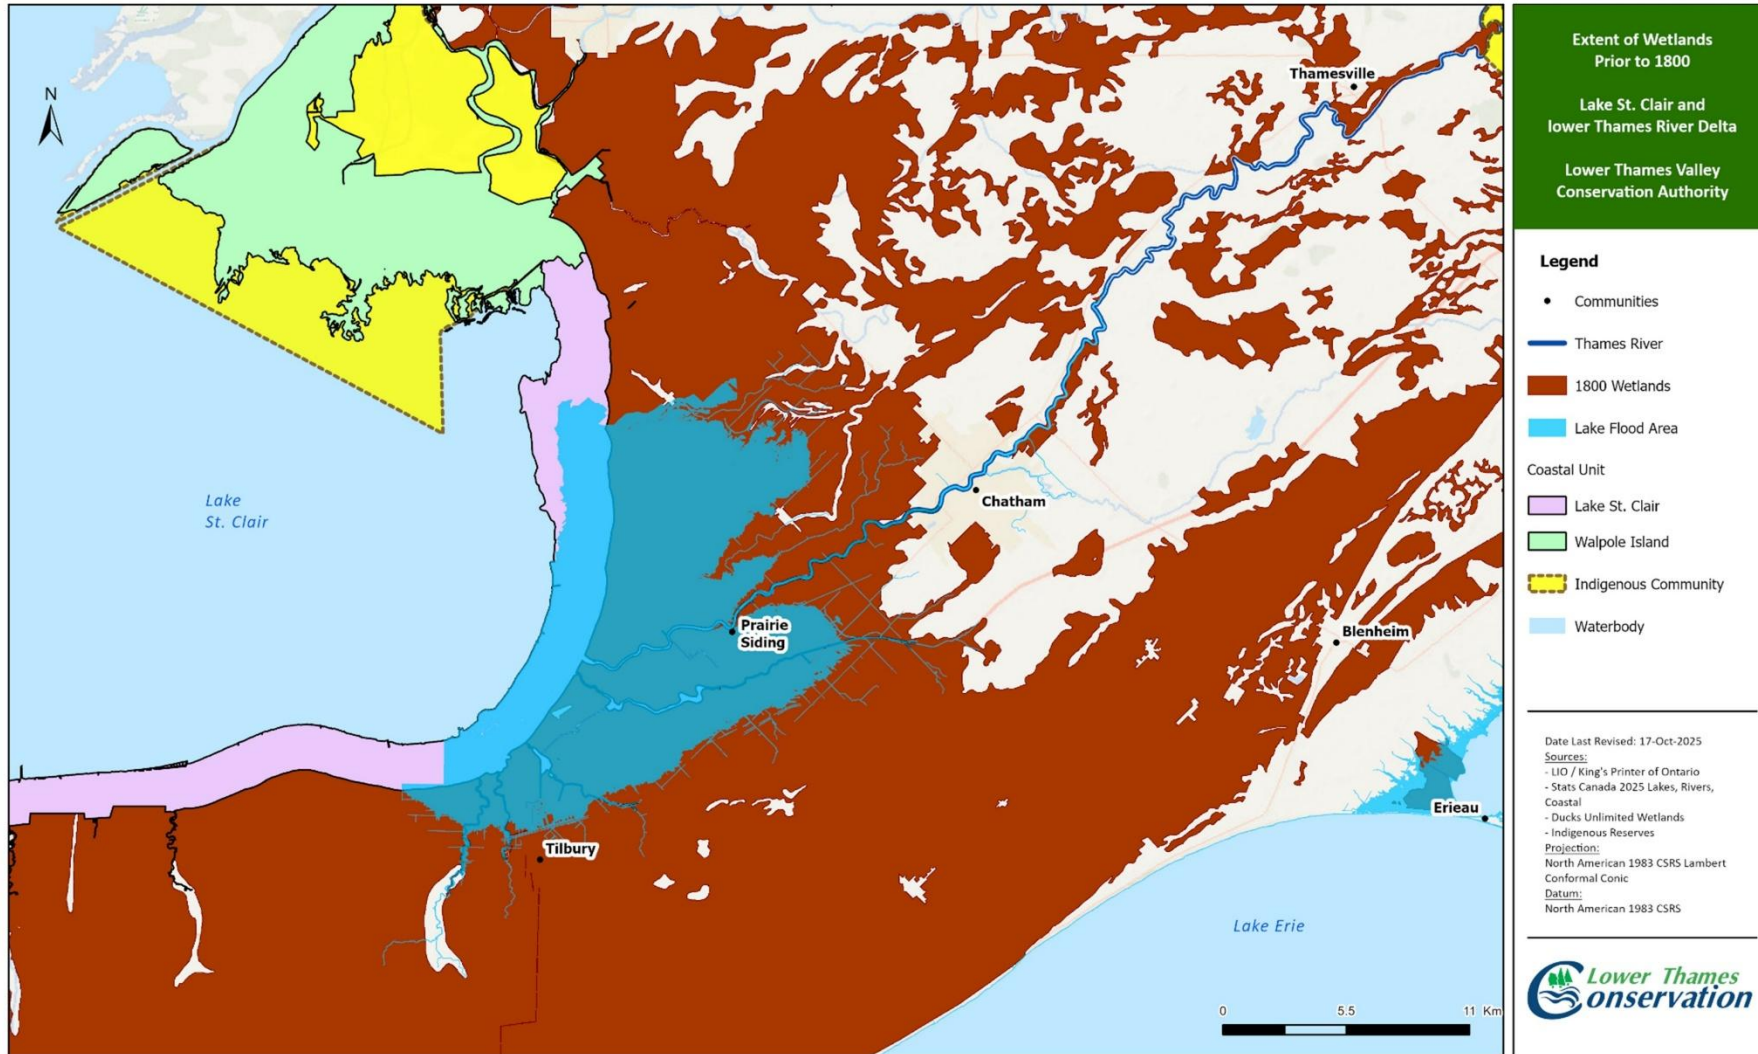 Extent of Wetlands
Prior to 1800
Lake St. Clair and
lower Thames River Delta
Lower Thames Valley
Conservation Authority
Legend
Communities
Thames River
1800 Wetlands
Lake Flood Area
Coastal Unit
Lake St. Clair
Walpole Island
Indigenous Community
Waterbody
Date Last Revised: 17-Oct-2025
Sources:
- LIO / King's Printer of Ontario
- Stats Canada 2025 Lakes, Rivers,
Coastal
- Ducks Unlimited Wetlands
- Indigenous Reserves
Projection:
North American 1983 CSRS Lambert
Conformal Conic
Datum:
North American 1983 CSRS
Lower Thames
Conservation
N
Thamesville
Lake
St. Clair
Chatham
Prairie
Siding
Blenheim
Erieau
Tilbury
Lake Erie
0 5.5 11 Km